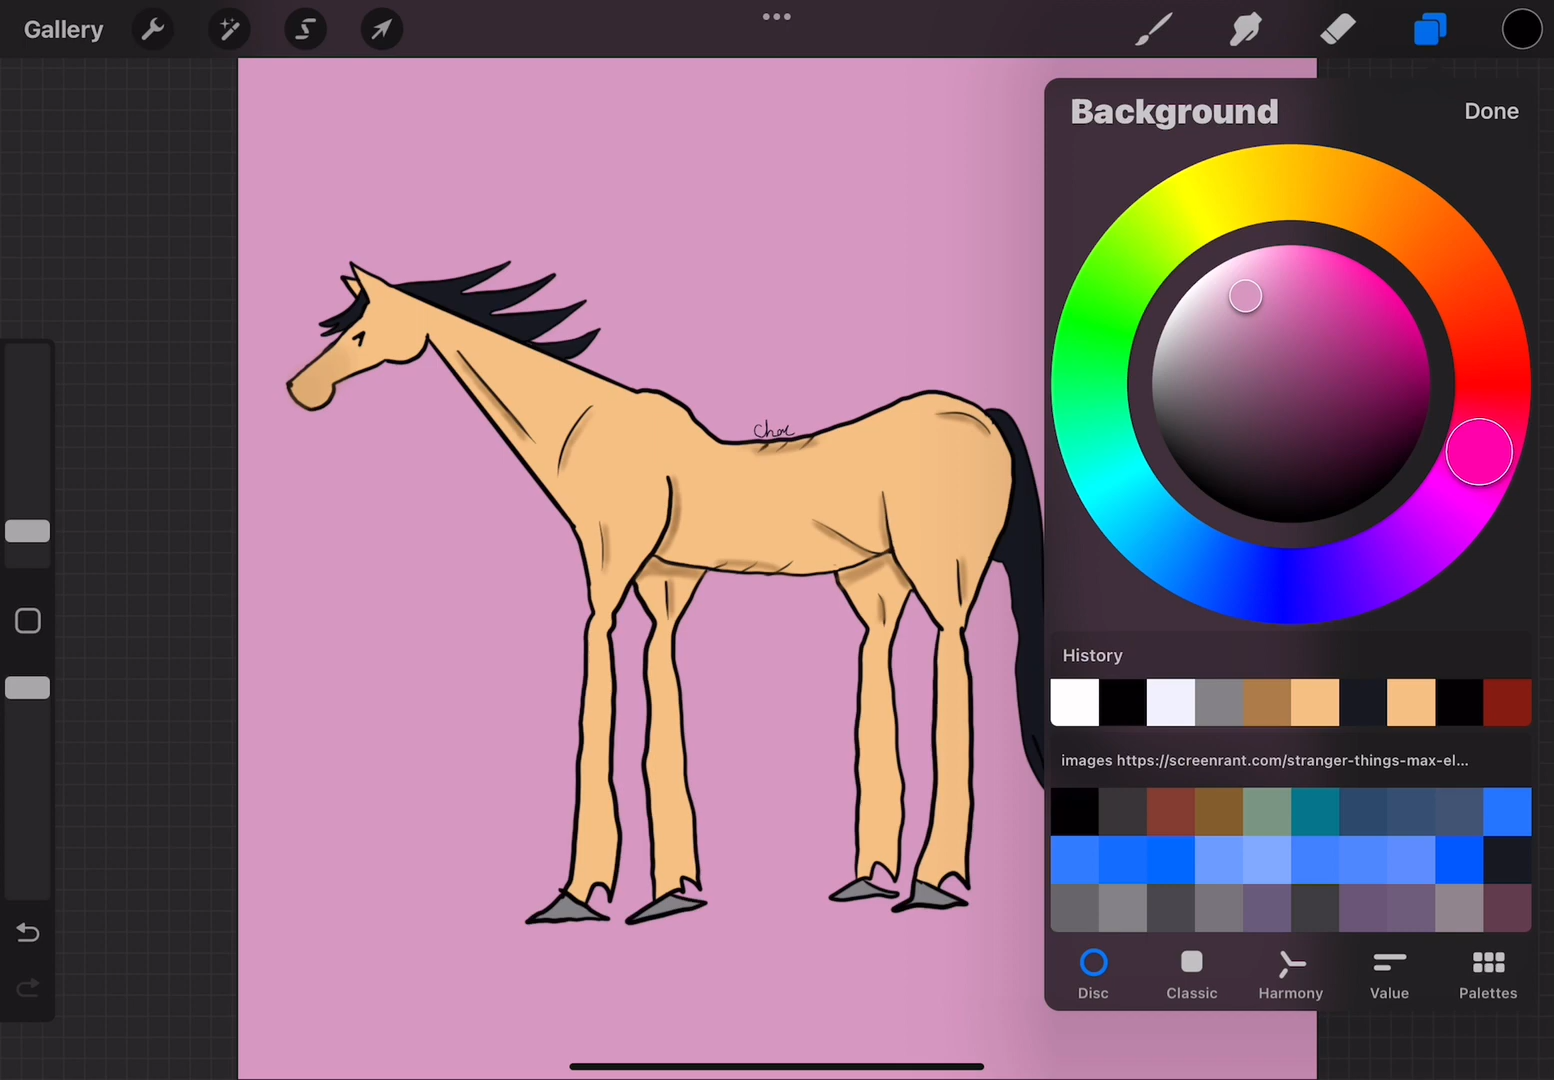 Gallery
Background
Done
History
images https://screenrant.com/stranger-things-max-el...
Disc
Classic
Harmony
Value
Palettes